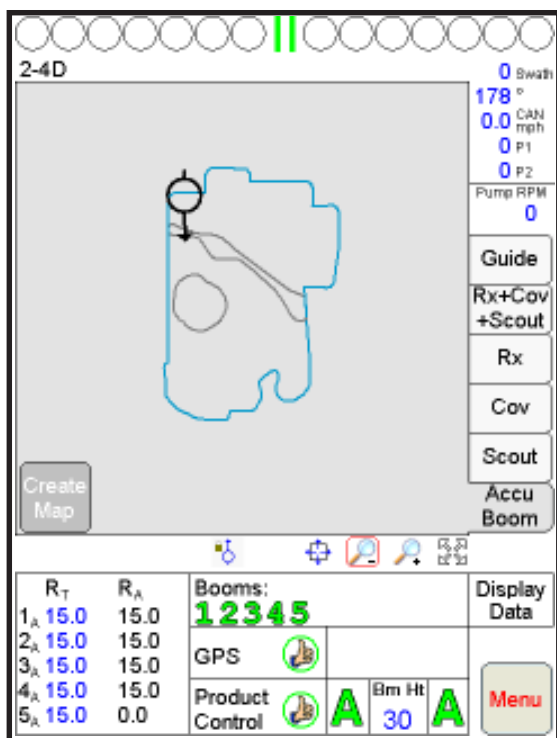 2-4D
0 Swath
178 °
0.0 CAN mph
0 P1
0 P2
Pump RPM
0
Guide
Rx+Cov
+Scout
Rx
Cov
Scout
Accu
Boom
Create
Map
RT RA
1A 15.0 15.0
2A 15.0 15.0
3A 15.0 15.0
4A 15.0 15.0
5A 15.0 0.0
Booms:
12345
GPS
Product
Control
A
Bm Ht
30
A
Display
Data
Menu